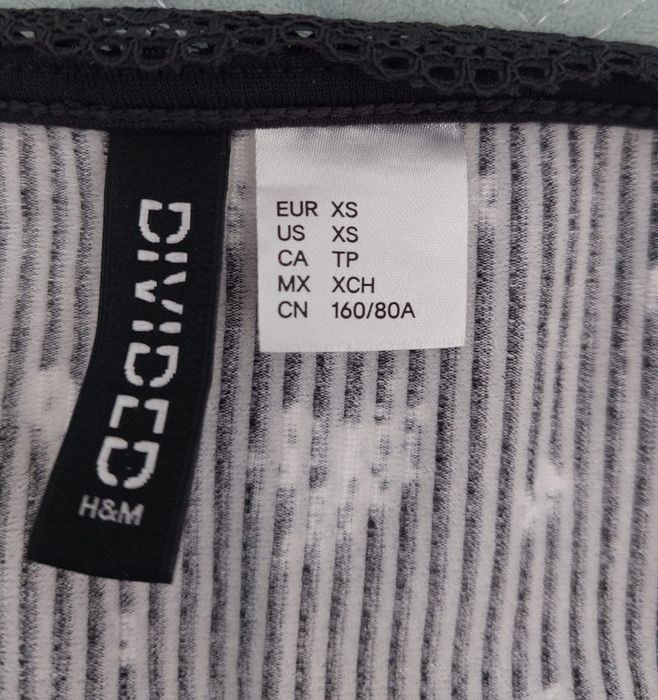 DIVIDED
H&M
EUR XS
US XS
CA TP
MX XCH
CN 160/80A